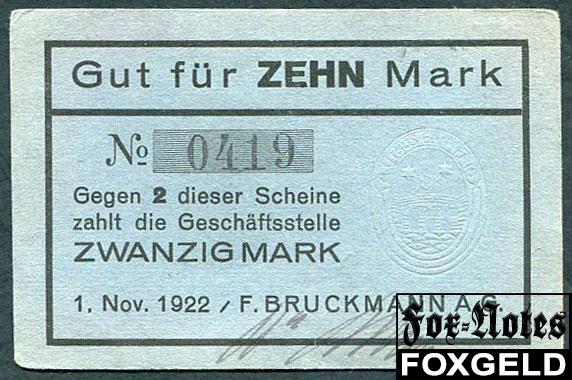 Gut für ZEHN Mark
No 0419
Gegen 2 dieser Scheine
zahlt die Geschäftsstelle
ZWANZIG MARK
1. Nov. 1922 / F. BRUCKMANN A.G.
Fox-Notes
FOXGELD